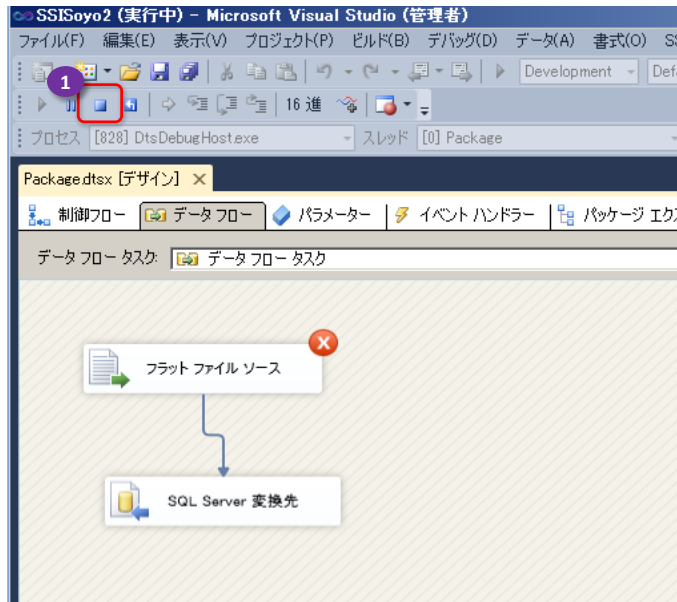 SSISoyo2 (実行中) - Microsoft Visual Studio (管理者)
ファイル(F) 編集(E) 表示(V) プロジェクト(P) ビルド(B) デバッグ(D) データ(A) 書式(O)
Development
1
16 進
プロセス [828] DtsDebugHost.exe スレッド [0] Package
Package.dtsx [デザイン]
制御フロー データ フロー パラメーター イベント ハンドラー パッケージ
データ フロー タスク: データ フロー タスク
フラット ファイル ソース
SQL Server 変換先